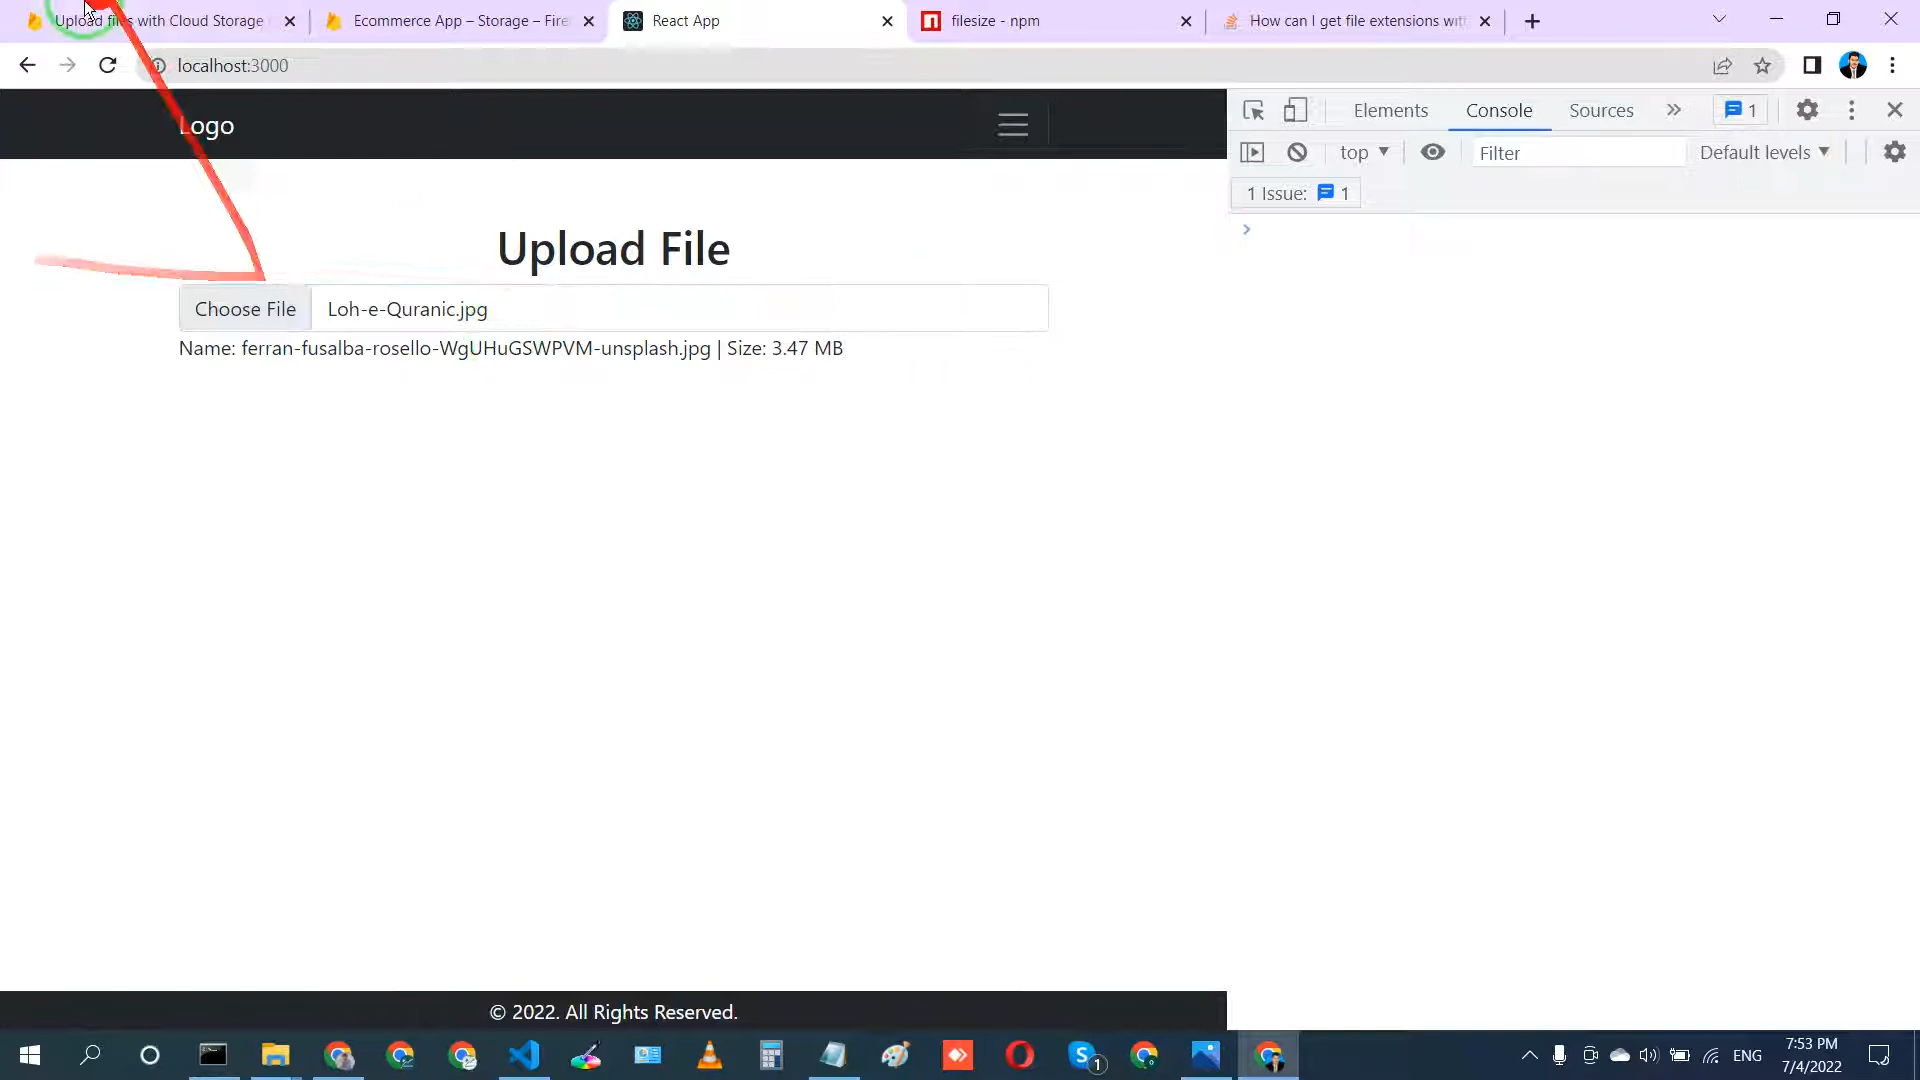 Upload files with Cloud Storage
Ecommerce App – Storage – Fire
React App
filesize - npm
How can I get file extensions wit
localhost:3000
Logo
Elements
Console
Sources
1
top
Filter
Default levels
1 Issue:
1
Upload File
Choose File
Loh-e-Quranic.jpg
Name: ferran-fusalba-rosello-WgUHuGSWPVM-unsplash.jpg | Size: 3.47 MB
© 2022. All Rights Reserved.
1
ENG
7:53 PM
7/4/2022